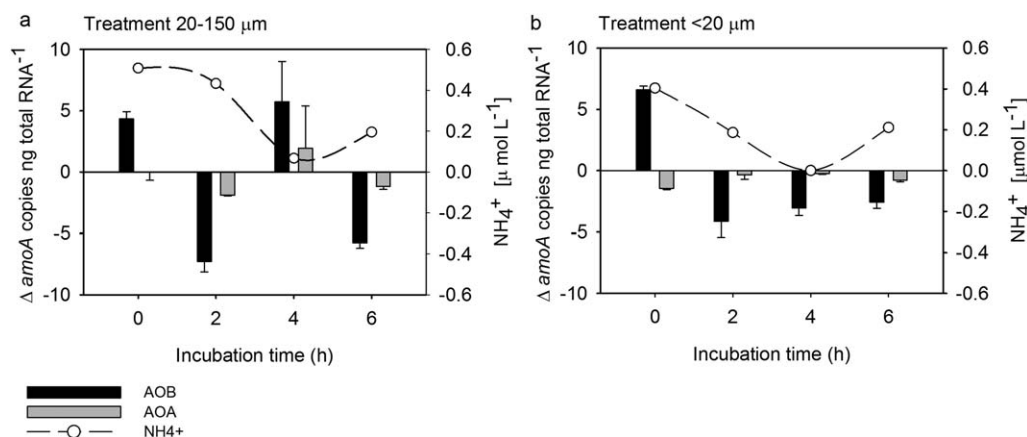 a Treatment 20-150 μm
Δ amoA copies ng total RNA⁻¹
10
5
0
-5
-10
0.6
0.4
0.2
0.0
-0.2
-0.4
-0.6
NH4⁺ [μ mol L⁻¹]
0 2 4 6
Incubation time (h)
b Treatment <20 μm
Δ amoA copies ng total RNA⁻¹
10
5
0
-5
-10
0.6
0.4
0.2
0.0
-0.2
-0.4
-0.6
NH4⁺ [μmol L⁻¹]
0 2 4 6
Incubation time (h)
AOB
AOA
NH4+